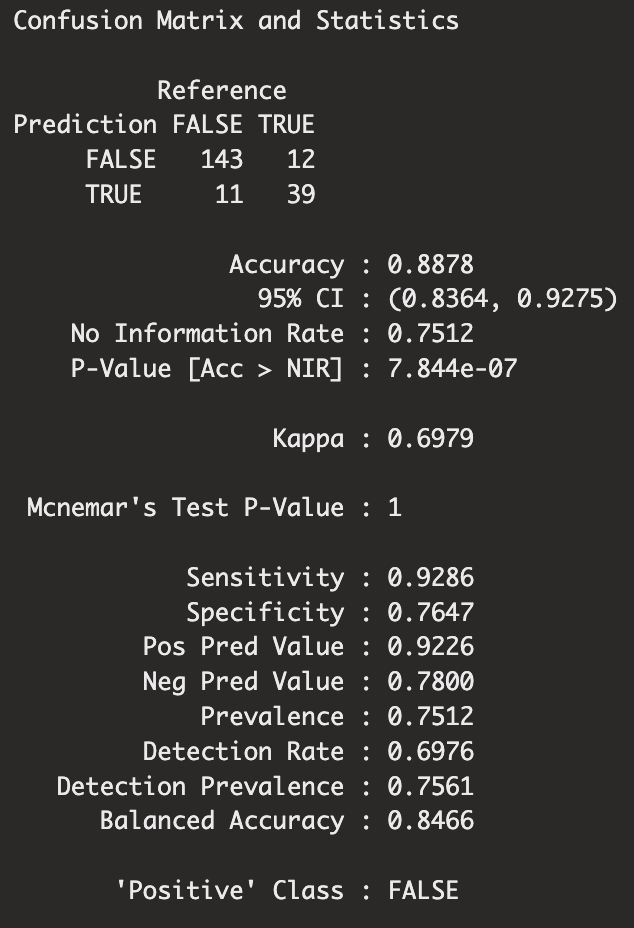 Confusion Matrix and Statistics
Reference
Prediction FALSE TRUE
FALSE 143 12
TRUE 11 39
Accuracy : 0.8878
95% CI : (0.8364, 0.9275)
No Information Rate : 0.7512
P-Value [Acc > NIR] : 7.844e-07
Kappa : 0.6979
Mcnemar's Test P-Value : 1
Sensitivity : 0.9286
Specificity : 0.7647
Pos Pred Value : 0.9226
Neg Pred Value : 0.7800
Prevalence : 0.7512
Detection Rate : 0.6976
Detection Prevalence : 0.7561
Balanced Accuracy : 0.8466
'Positive' Class : FALSE